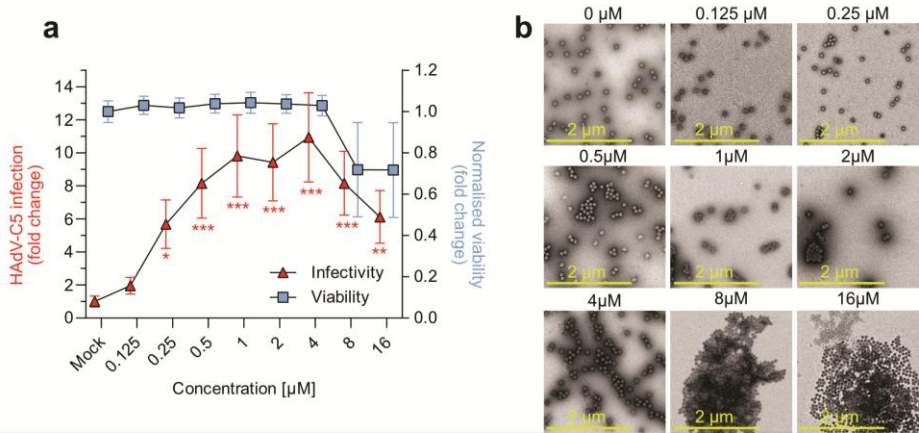 a
HAdV-C5 infection
(fold change)
14
12
10
8
6
4
2
0
1.2
1.0
0.8
0.6
0.4
0.2
0.0
Normalised viability
(fold change)
*
***
***
***
***
***
**
Infectivity
Viability
Mock
0.125
0.25
0.5
1
2
4
8
16
Concentration [µM]
b
0 µM
0.125 µM
0.25 µM
2 µm
2 µm
2 µm
0.5µM
1µM
2µM
2 µm
2 µm
2 µm
4µM
8µM
16µM
2 µm
2 µm
2 µm